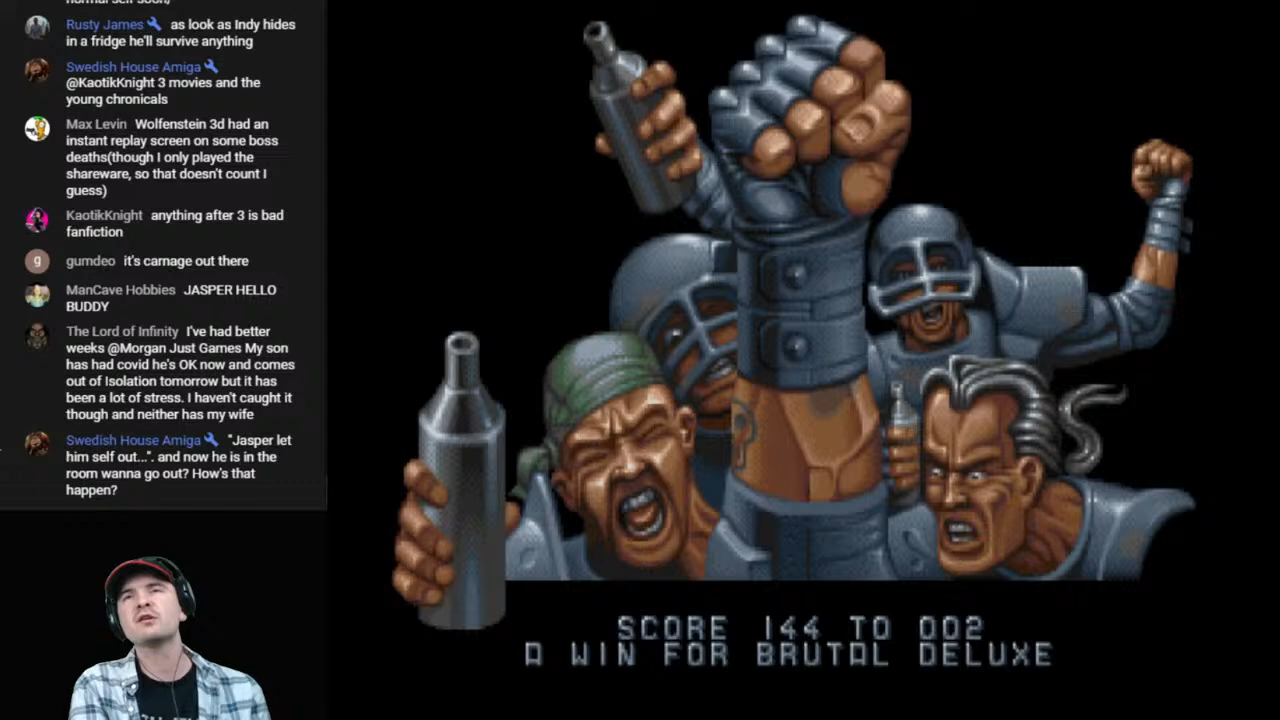 normal self soon)
Rusty James as look as Indy hides
in a fridge he'll survive anything
Swedish House Amiga
@KaotikKnight 3 movies and the
young chronicals
Max Levin Wolfenstein 3d had an
instant replay screen on some boss
deaths(though I only played the
shareware, so that doesn't count I
guess)
KaotikKnight anything after 3 is bad
fanfiction
g
gumdeo it's carnage out there
ManCave Hobbies JASPER HELLO
BUDDY
The Lord of Infinity I've had better
weeks @Morgan Just Games My son
has had covid he's OK now and comes
out of Isolation tomorrow but it has
been a lot of stress. I haven't caught it
though and neither has my wife
Swedish House Amiga "Jasper let
him self out...". and now he is in the
room wanna go out? How's that
happen?
SCORE 144 TO 002
A WIN FOR BRUTAL DELUXE